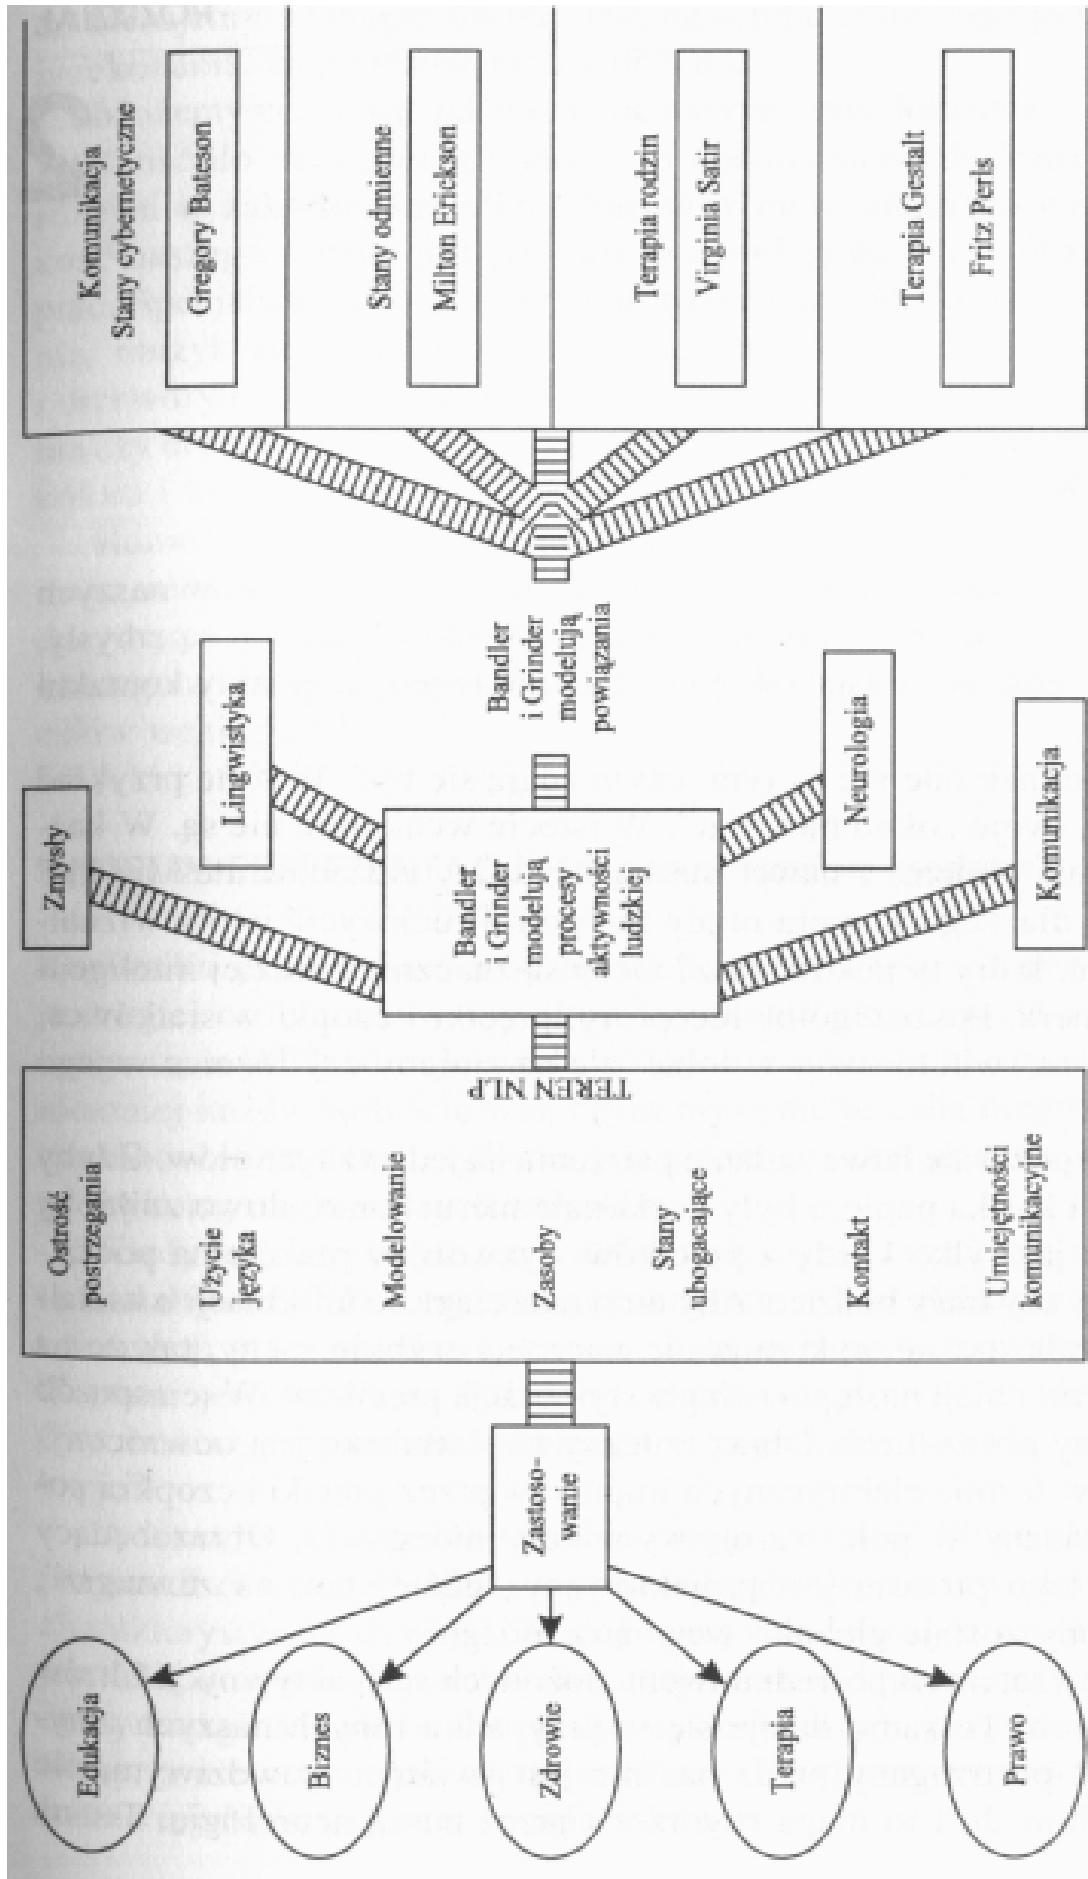 Edukacja
Biznes
Zdrowie
Terapia
Prawo
Zastoso-
wanie
Ostrość
postrzegania
Użycie
języka
Modelowanie
Zasoby
Stany
ubogacające
Kontakt
Umiejętności
komunikacyjne
TEREN NLP
Zmysły
Lingwistyka
Bandler
i Grinder
modelują
procesy
aktywności
ludzkiej
Neurologia
Komunikacja
Bandler
i Grinder
modelują
powiązania
Komunikacja
Stany cybernetyczne
Gregory Bateson
Stany odmienne
Milton Erickson
Terapia rodzin
Virginia Satir
Terapia Gestalt
Fritz Perls